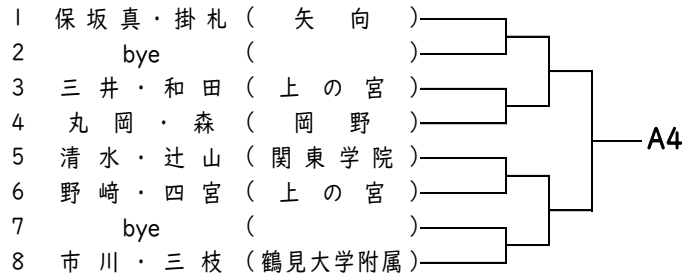 1 保坂真・掛札 ( 矢向 )
2 bye ( )
3 三井・和田 ( 上の宮 )
4 丸岡・森 ( 岡野 )
A4
5 清水・辻山 ( 関東学院 )
6 野﨑・四宮 ( 上の宮 )
7 bye ( )
8 市川・三枝 ( 鶴見大学附属 )